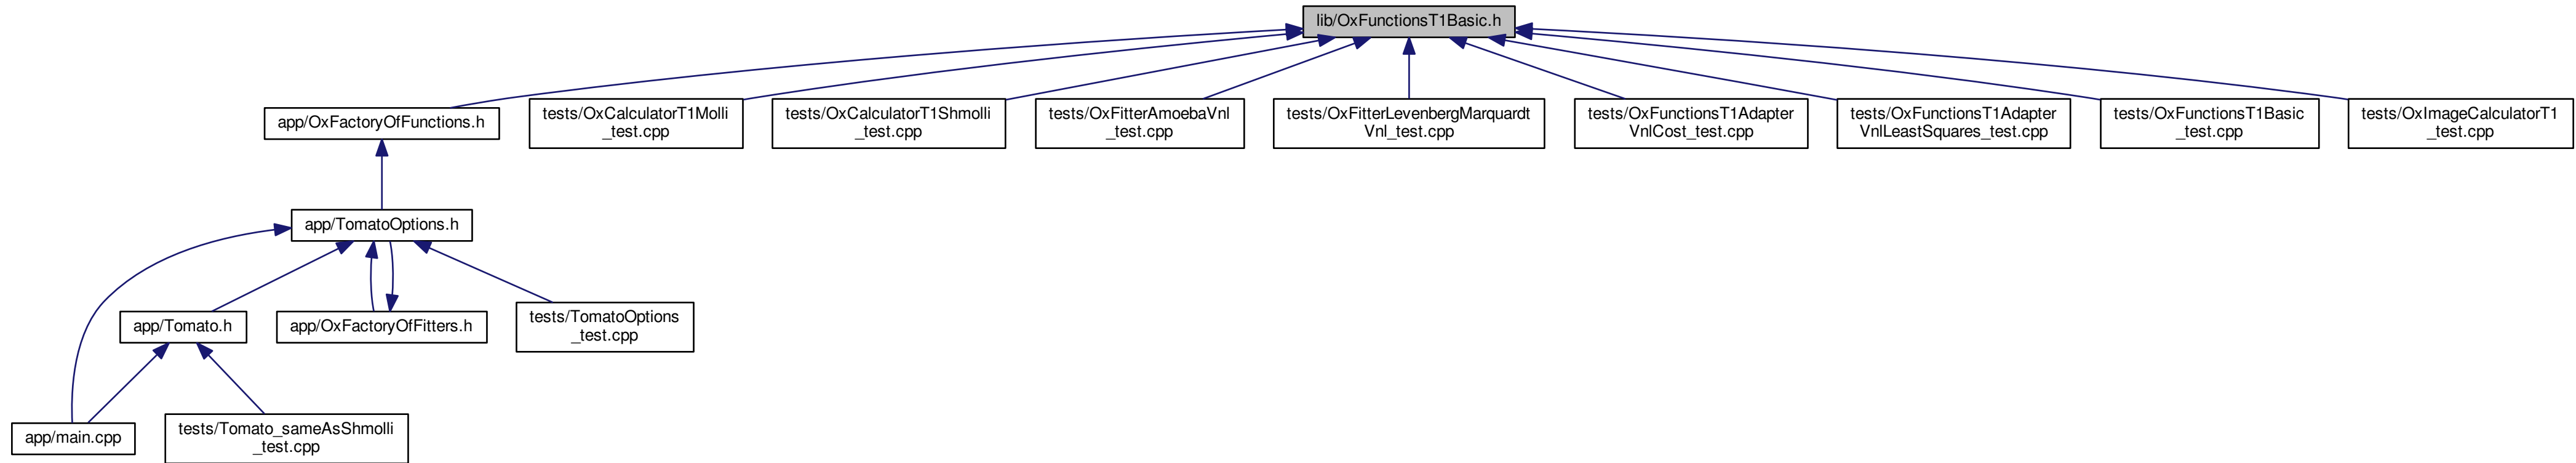 lib/OxFunctionsT1Basic.h
app/OxFactoryOfFunctions.h
tests/OxCalculatorT1Molli
_test.cpp
tests/OxCalculatorT1Shmolli
_test.cpp
tests/OxFitterAmoebaVnl
_test.cpp
tests/OxFitterLevenbergMarquardt
Vnl_test.cpp
tests/OxFunctionsT1Adapter
VnlCost_test.cpp
tests/OxFunctionsT1Adapter
VnlLeastSquares_test.cpp
tests/OxFunctionsT1Basic
_test.cpp
tests/OxImageCalculatorT1
_test.cpp
app/TomatoOptions.h
app/Tomato.h
app/OxFactoryOfFitters.h
tests/TomatoOptions
_test.cpp
app/main.cpp
tests/Tomato_sameAsShmolli
_test.cpp